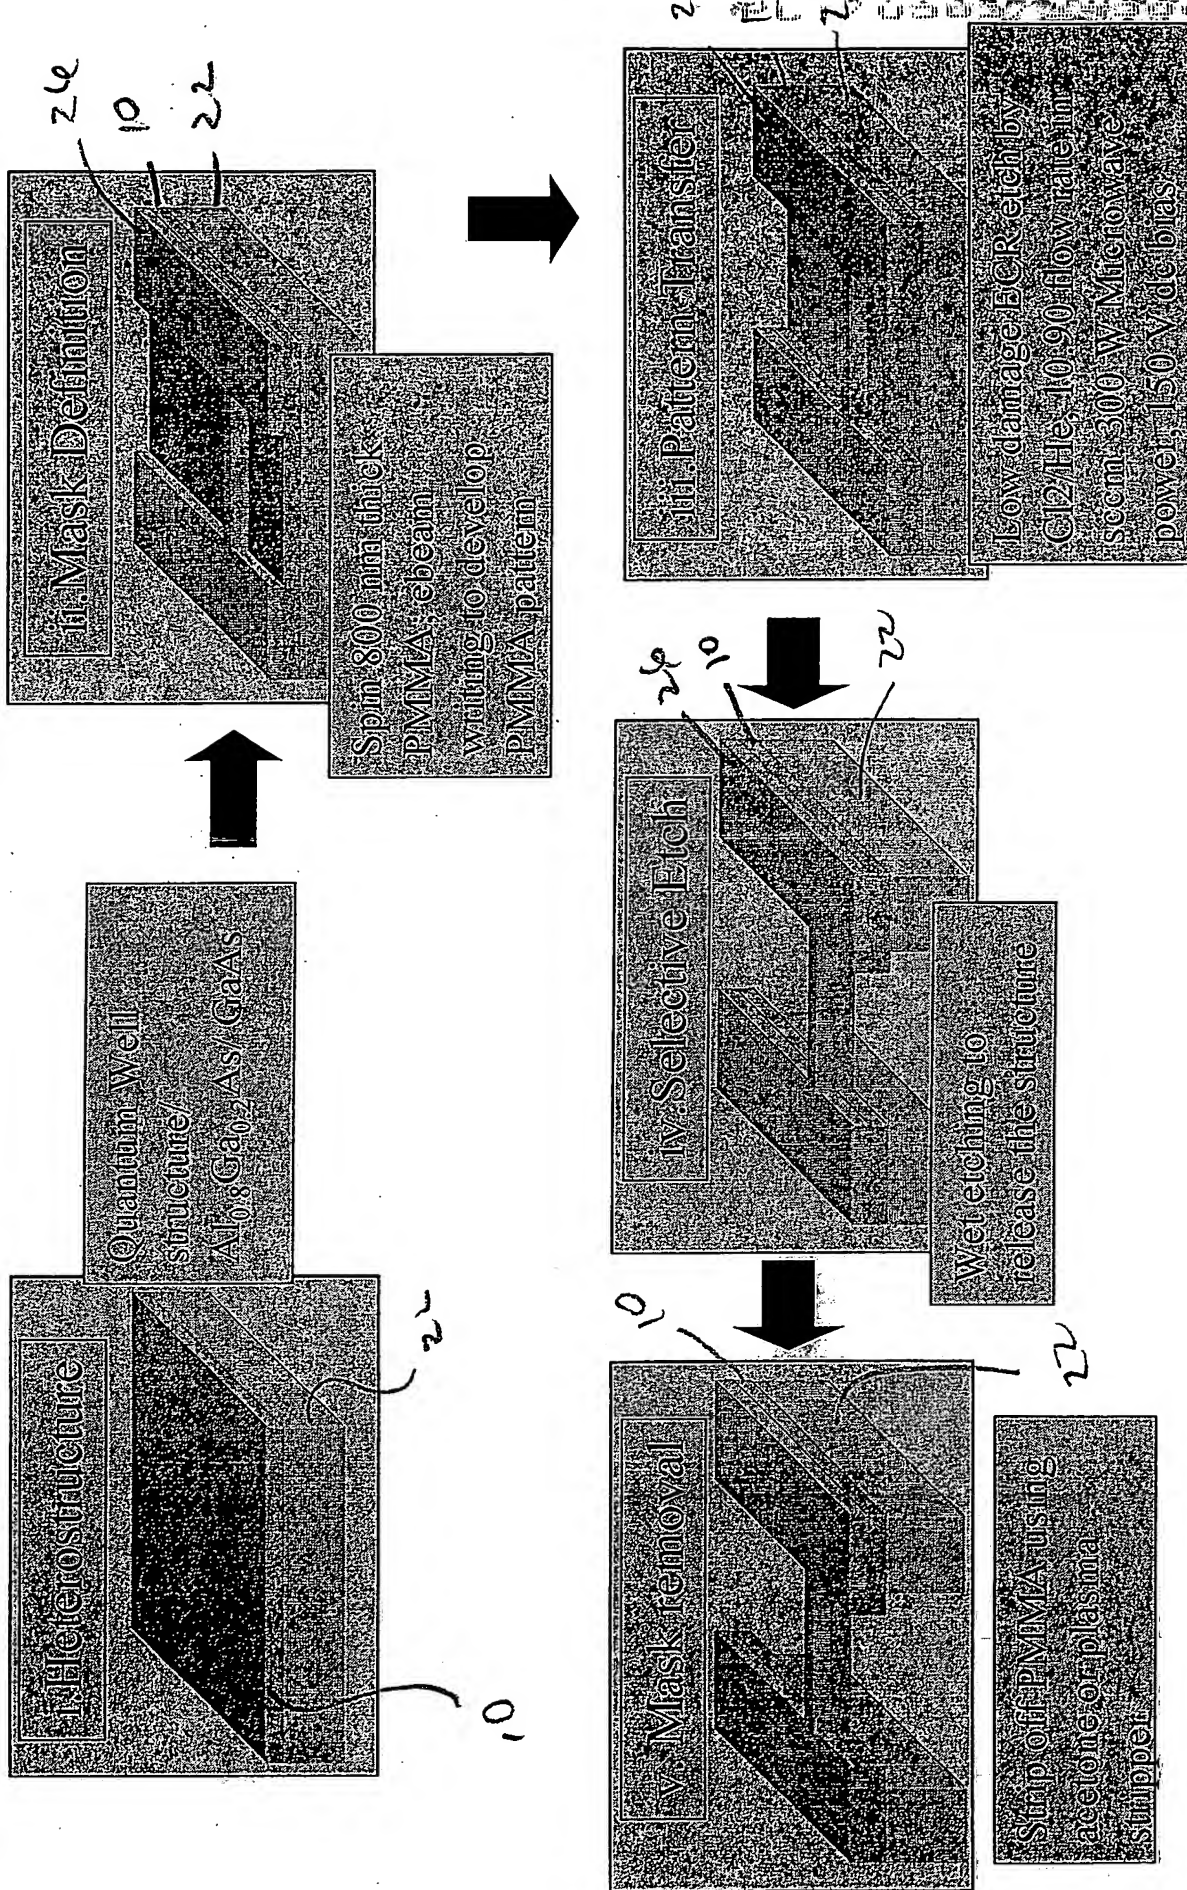 i.Heterostructure
Quantum Well
structure/
Al0.8Ga0.2As/GaAs
10
22
ii.Mask Definition
26
10
22
Spin 800 nm thick
PMMA, ebeam
writing to develop
PMMA pattern
iii.Pattern Transfer
2
2
Low damage ECR etch by
Cl2/He, 10:90 flow rate in
sccm 300 W Microwave
power, 150 V dc bias
iv.Selective Etch
26
10
22
Wet etching to
release the structure
v. Mask removal
10
22
Strip off PMMA using
acetone or plasma
stripper